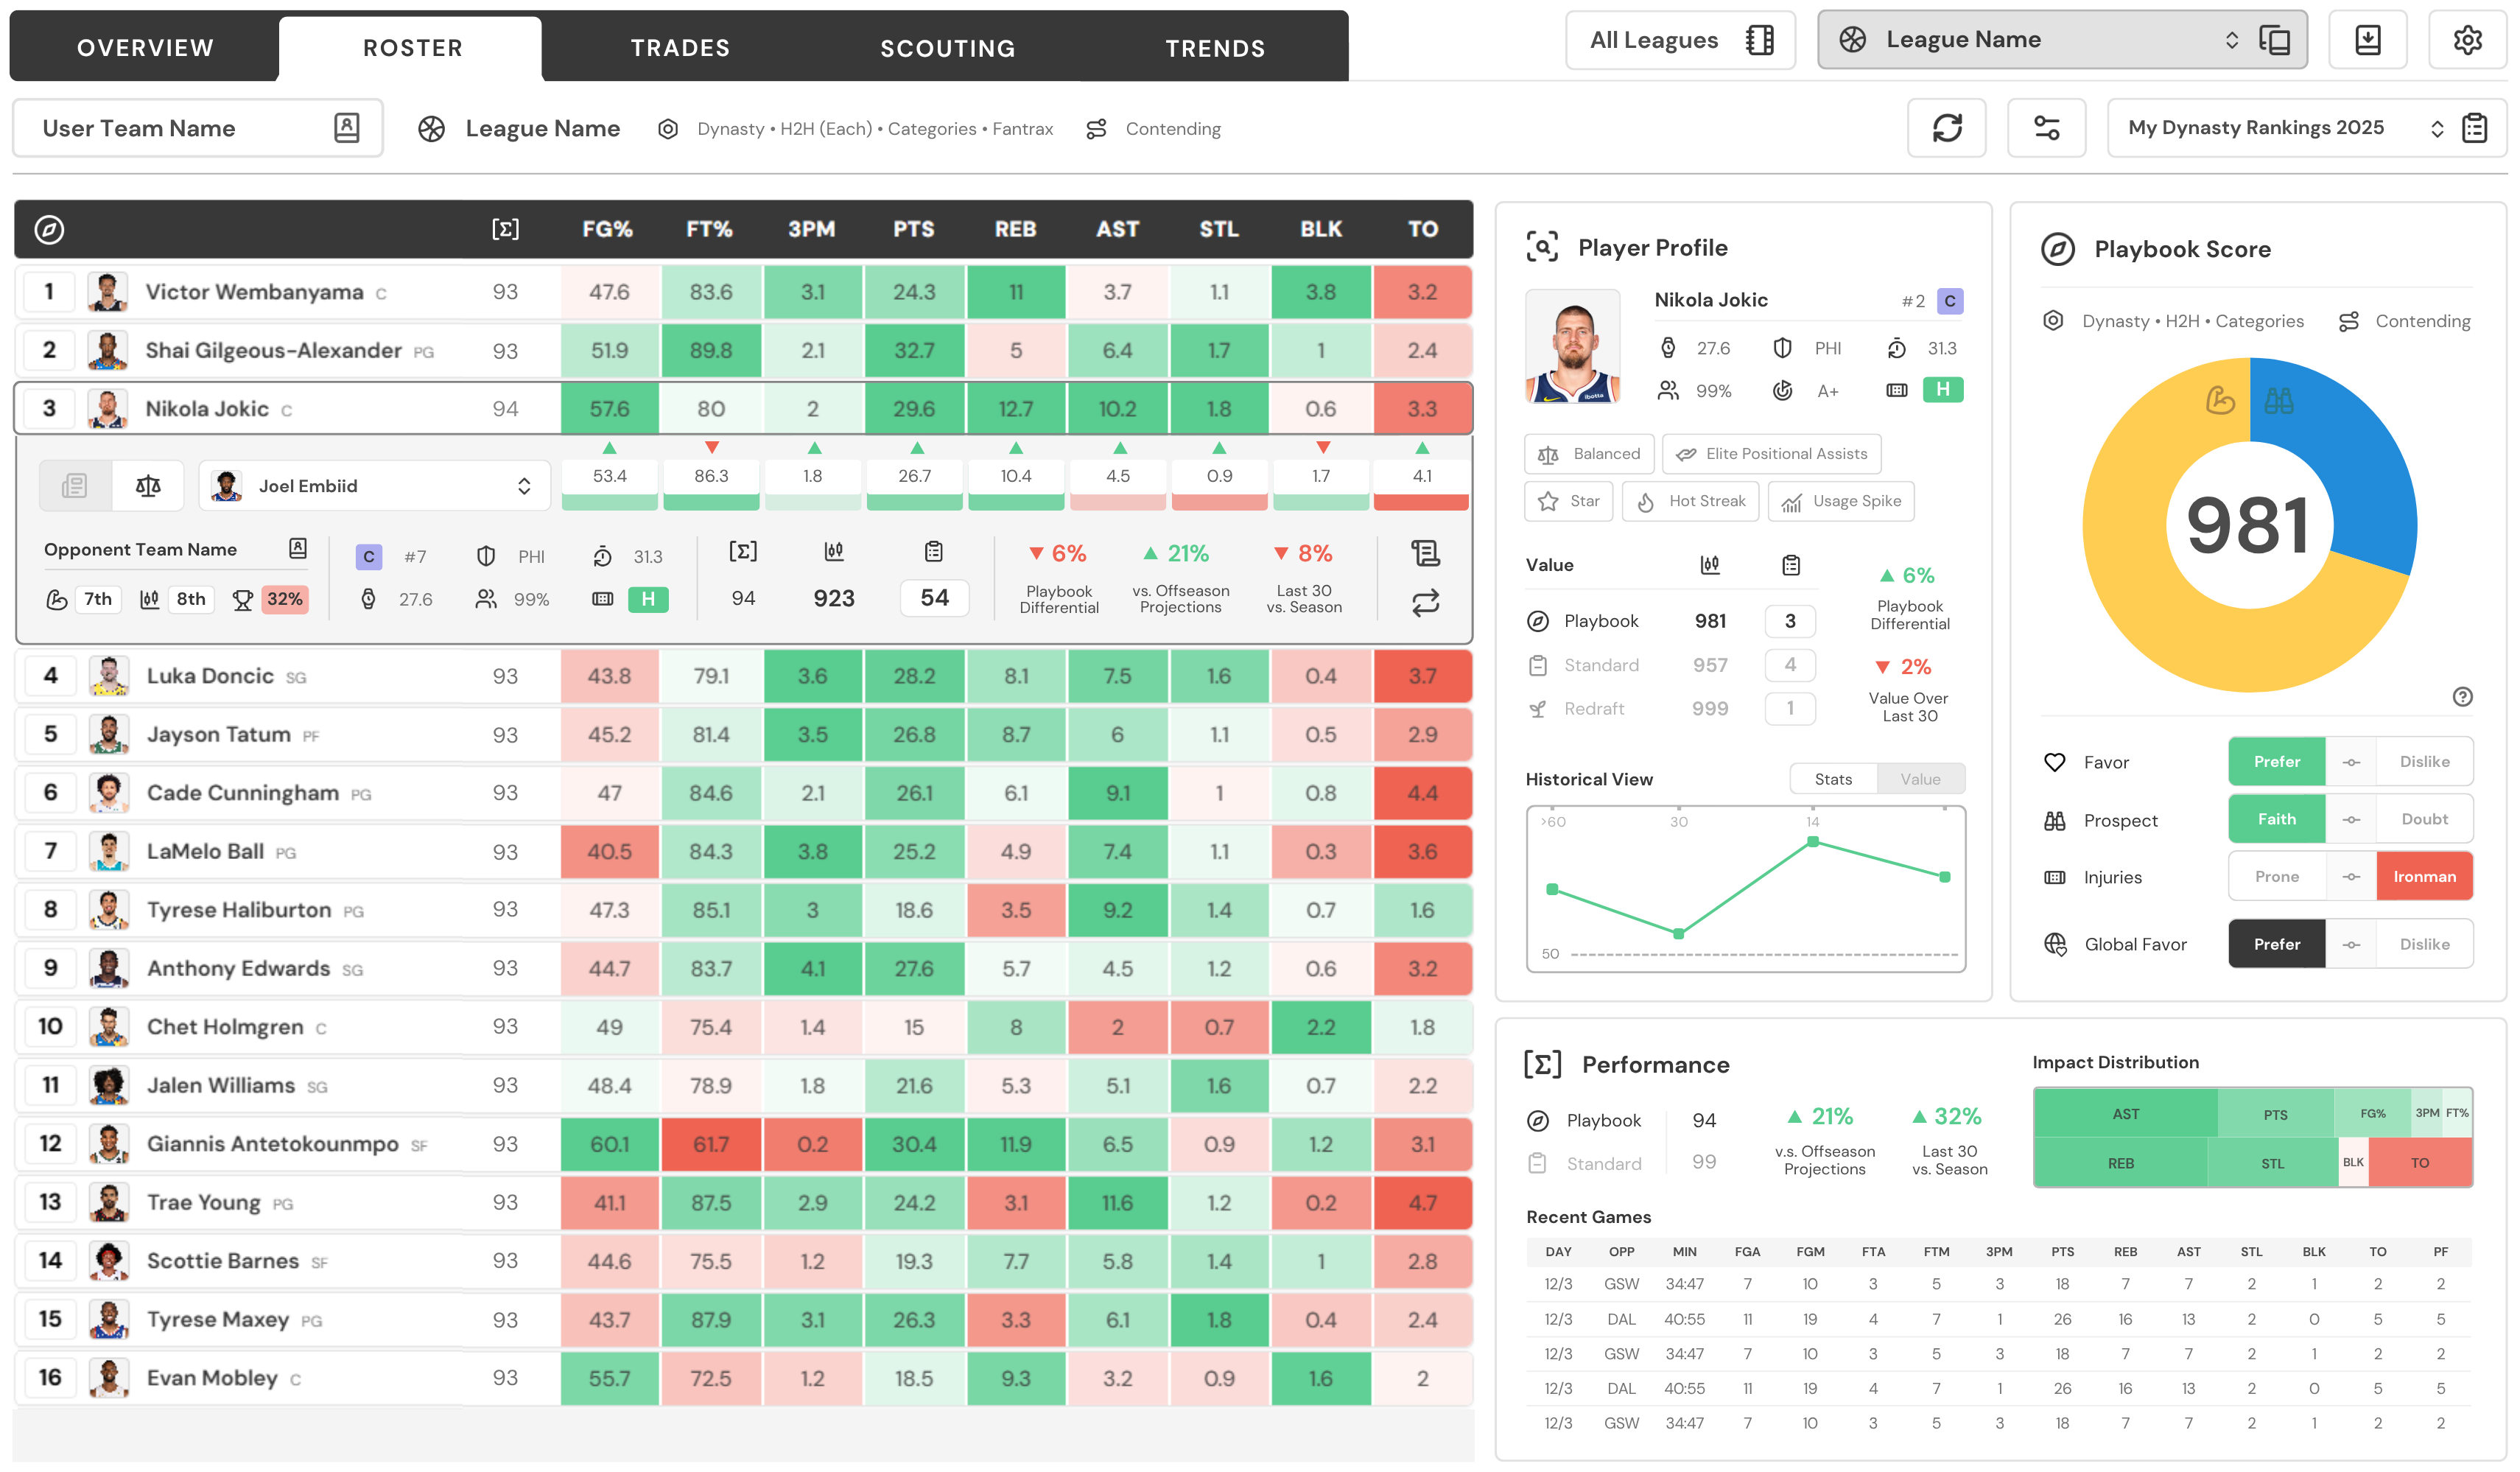 OVERVIEW ROSTER TRADES SCOUTING TRENDS All Leagues League Name
User Team Name League Name Dynasty • H2H (Each) • Categories • Fantrax Contending My Dynasty Rankings 2025
[Σ] FG% FT% 3PM PTS REB AST STL BLK TO
1 Victor Wembanyama C 93 47.6 83.6 3.1 24.3 11 3.7 1.1 3.8 3.2
2 Shai Gilgeous-Alexander PG 93 51.9 89.8 2.1 32.7 5 6.4 1.7 1 2.4
3 Nikola Jokic C 94 57.6 80 2 29.6 12.7 10.2 1.8 0.6 3.3
Joel Embiid 53.4 86.3 1.8 26.7 10.4 4.5 0.9 1.7 4.1
Opponent Team Name C #7 PHI 31.3 [Σ] 6% 21% 8%
7th 8th 32% 27.6 99% H 94 923 54 Playbook Differential vs. Offseason Projections Last 30 vs. Season
4 Luka Doncic SG 93 43.8 79.1 3.6 28.2 8.1 7.5 1.6 0.4 3.7
5 Jayson Tatum PF 93 45.2 81.4 3.5 26.8 8.7 6 1.1 0.5 2.9
6 Cade Cunningham PG 93 47 84.6 2.1 26.1 6.1 9.1 1 0.8 4.4
7 LaMelo Ball PG 93 40.5 84.3 3.8 25.2 4.9 7.4 1.1 0.3 3.6
8 Tyrese Haliburton PG 93 47.3 85.1 3 18.6 3.5 9.2 1.4 0.7 1.6
9 Anthony Edwards SG 93 44.7 83.7 4.1 27.6 5.7 4.5 1.2 0.6 3.2
10 Chet Holmgren C 93 49 75.4 1.4 15 8 2 0.7 2.2 1.8
11 Jalen Williams SG 93 48.4 78.9 1.8 21.6 5.3 5.1 1.6 0.7 2.2
12 Giannis Antetokounmpo SF 93 60.1 61.7 0.2 30.4 11.9 6.5 0.9 1.2 3.1
13 Trae Young PG 93 41.1 87.5 2.9 24.2 3.1 11.6 1.2 0.2 4.7
14 Scottie Barnes SF 93 44.6 75.5 1.2 19.3 7.7 5.8 1.4 1 2.8
15 Tyrese Maxey PG 93 43.7 87.9 3.1 26.3 3.3 6.1 1.8 0.4 2.4
16 Evan Mobley C 93 55.7 72.5 1.2 18.5 9.3 3.2 0.9 1.6 2
Player Profile
Nikola Jokic #2 C
27.6 PHI 31.3
99% A+ H
ibotta
Balanced Elite Positional Assists
Star Hot Streak Usage Spike
Value
Playbook 981 3
Standard 957 4
Redraft 999 1
6%
Playbook
Differential
2%
Value Over
Last 30
Historical View Stats Value
>60 30 14
50
Playbook Score
Dynasty • H2H • Categories Contending
981
Favor Prefer Dislike
Prospect Faith Doubt
Injuries Prone Ironman
Global Favor Prefer Dislike
[Σ] Performance
Playbook 94
Standard 99
21%
v.s. Offseason
Projections
32%
Last 30
vs. Season
Impact Distribution
AST PTS FG% 3PM FT%
REB STL BLK TO
Recent Games
DAY OPP MIN FGA FGM FTA FTM 3PM PTS REB AST STL BLK TO PF
12/3 GSW 34:47 7 10 3 5 3 18 7 7 2 1 2 2
12/3 DAL 40:55 11 19 4 7 1 26 16 13 2 0 5 5
12/3 GSW 34:47 7 10 3 5 3 18 7 7 2 1 2 2
12/3 DAL 40:55 11 19 4 7 1 26 16 13 2 0 5 5
12/3 GSW 34:47 7 10 3 5 3 18 7 7 2 1 2 2